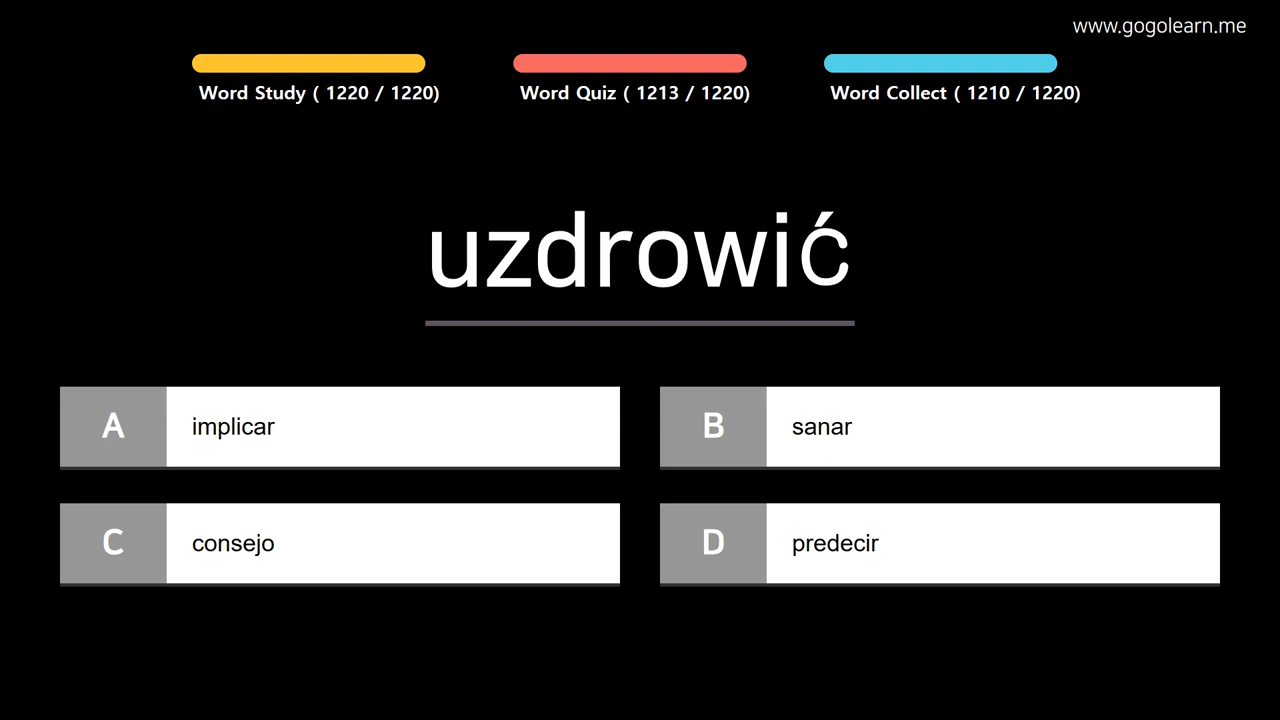 www.gogolearn.me
Word Study ( 1220 / 1220)
Word Quiz ( 1213 / 1220)
Word Collect ( 1210 / 1220)
uzdrowić
A
implicar
B
sanar
C
consejo
D
predecir